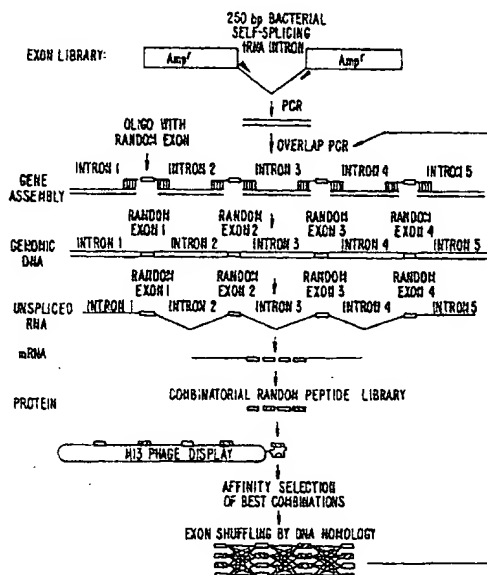 250 bp BACTERIAL
SELF-SPLICING
tRNA INTRON
EXON LIBRARY:
Ampʳ
Ampʳ
PCR
OLIGO WITH
RANDOM EXON
OVERLAP PCR
INTRON 1
INTRON 2
INTRON 3
INTRON 4
INTRON 5
GENE
ASSEMBLY
RANDOM
EXON 1
RANDOM
EXON 2
RANDOM
EXON 3
RANDOM
EXON 4
GENOMIC
DNA
INTRON 1
INTRON 2
INTRON 3
INTRON 4
INTRON 5
RANDOM
EXON 1
RANDOM
EXON 2
RANDOM
EXON 3
RANDOM
EXON 4
UNSPLICED
RNA
INTRON 1
INTRON 2
INTRON 3
INTRON 4
INTRON 5
mRNA
COMBINATORIAL RANDOM PEPTIDE LIBRARY
PROTEIN
M13 PHAGE DISPLAY
AFFINITY SELECTION
OF BEST COMBINATIONS
EXON SHUFFLING BY DNA HOMOLOGY